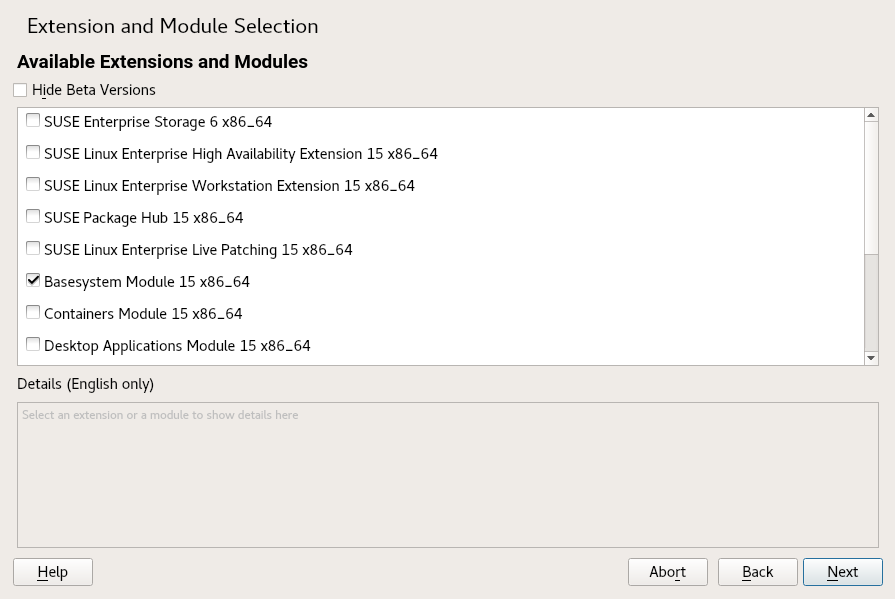 Extension and Module Selection
Available Extensions and Modules
Hide Beta Versions
SUSE Enterprise Storage 6 x86_64
SUSE Linux Enterprise High Availability Extension 15 x86_64
SUSE Linux Enterprise Workstation Extension 15 x86_64
SUSE Package Hub 15 x86_64
SUSE Linux Enterprise Live Patching 15 x86_64
Basesystem Module 15 x86_64
Containers Module 15 x86_64
Desktop Applications Module 15 x86_64
Details (English only)
Select an extension or a module to show details here
Help Abort Back Next